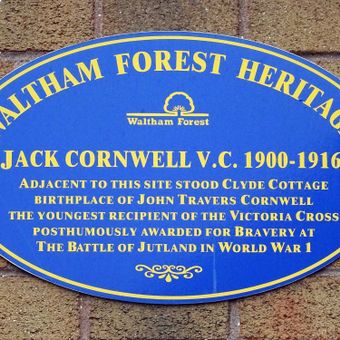 WALTHAM FOREST HERITAGE
Waltham Forest
JACK CORNWELL V.C. 1900-1916
ADJACENT TO THIS SITE STOOD CLYDE COTTAGE
BIRTHPLACE OF JOHN TRAVERS CORNWELL
THE YOUNGEST RECIPIENT OF THE VICTORIA CROSS
POSTHUMOUSLY AWARDED FOR BRAVERY AT
THE BATTLE OF JUTLAND IN WORLD WAR 1